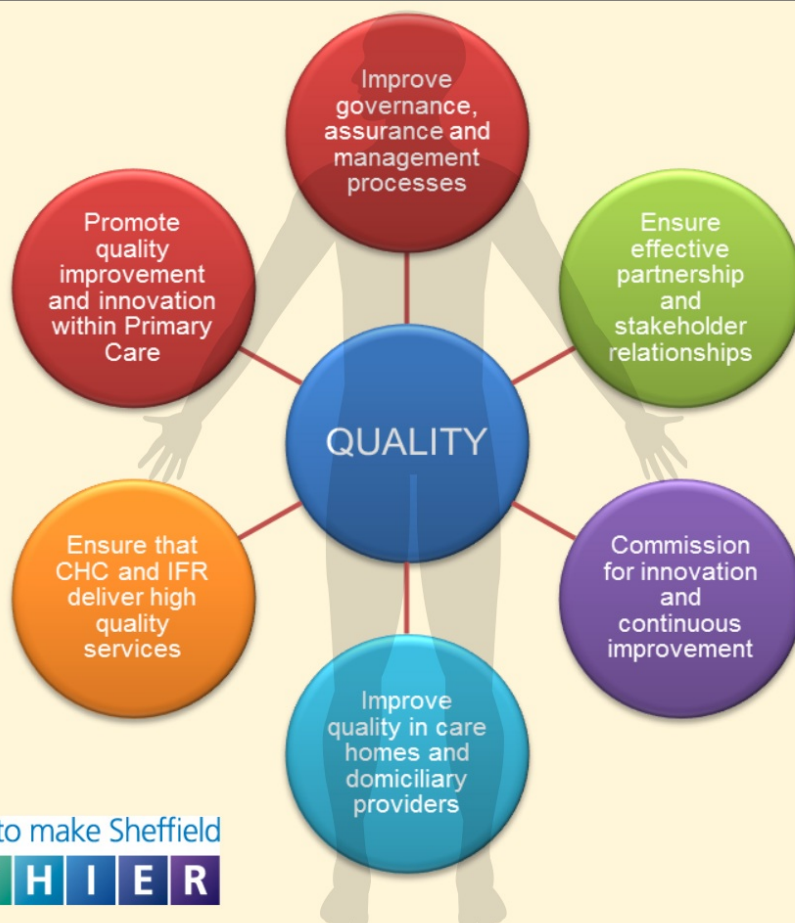 Improve
governance,
assurance and
management
processes
Promote
quality
improvement
and innovation
within Primary
Care
Ensure
effective
partnership
and
stakeholder
relationships
QUALITY
Ensure that
CHC and IFR
deliver high
quality
services
Commission
for innovation
and
continuous
improvement
Improve
quality in care
homes and
domiciliary
providers
to make Sheffield
HIER